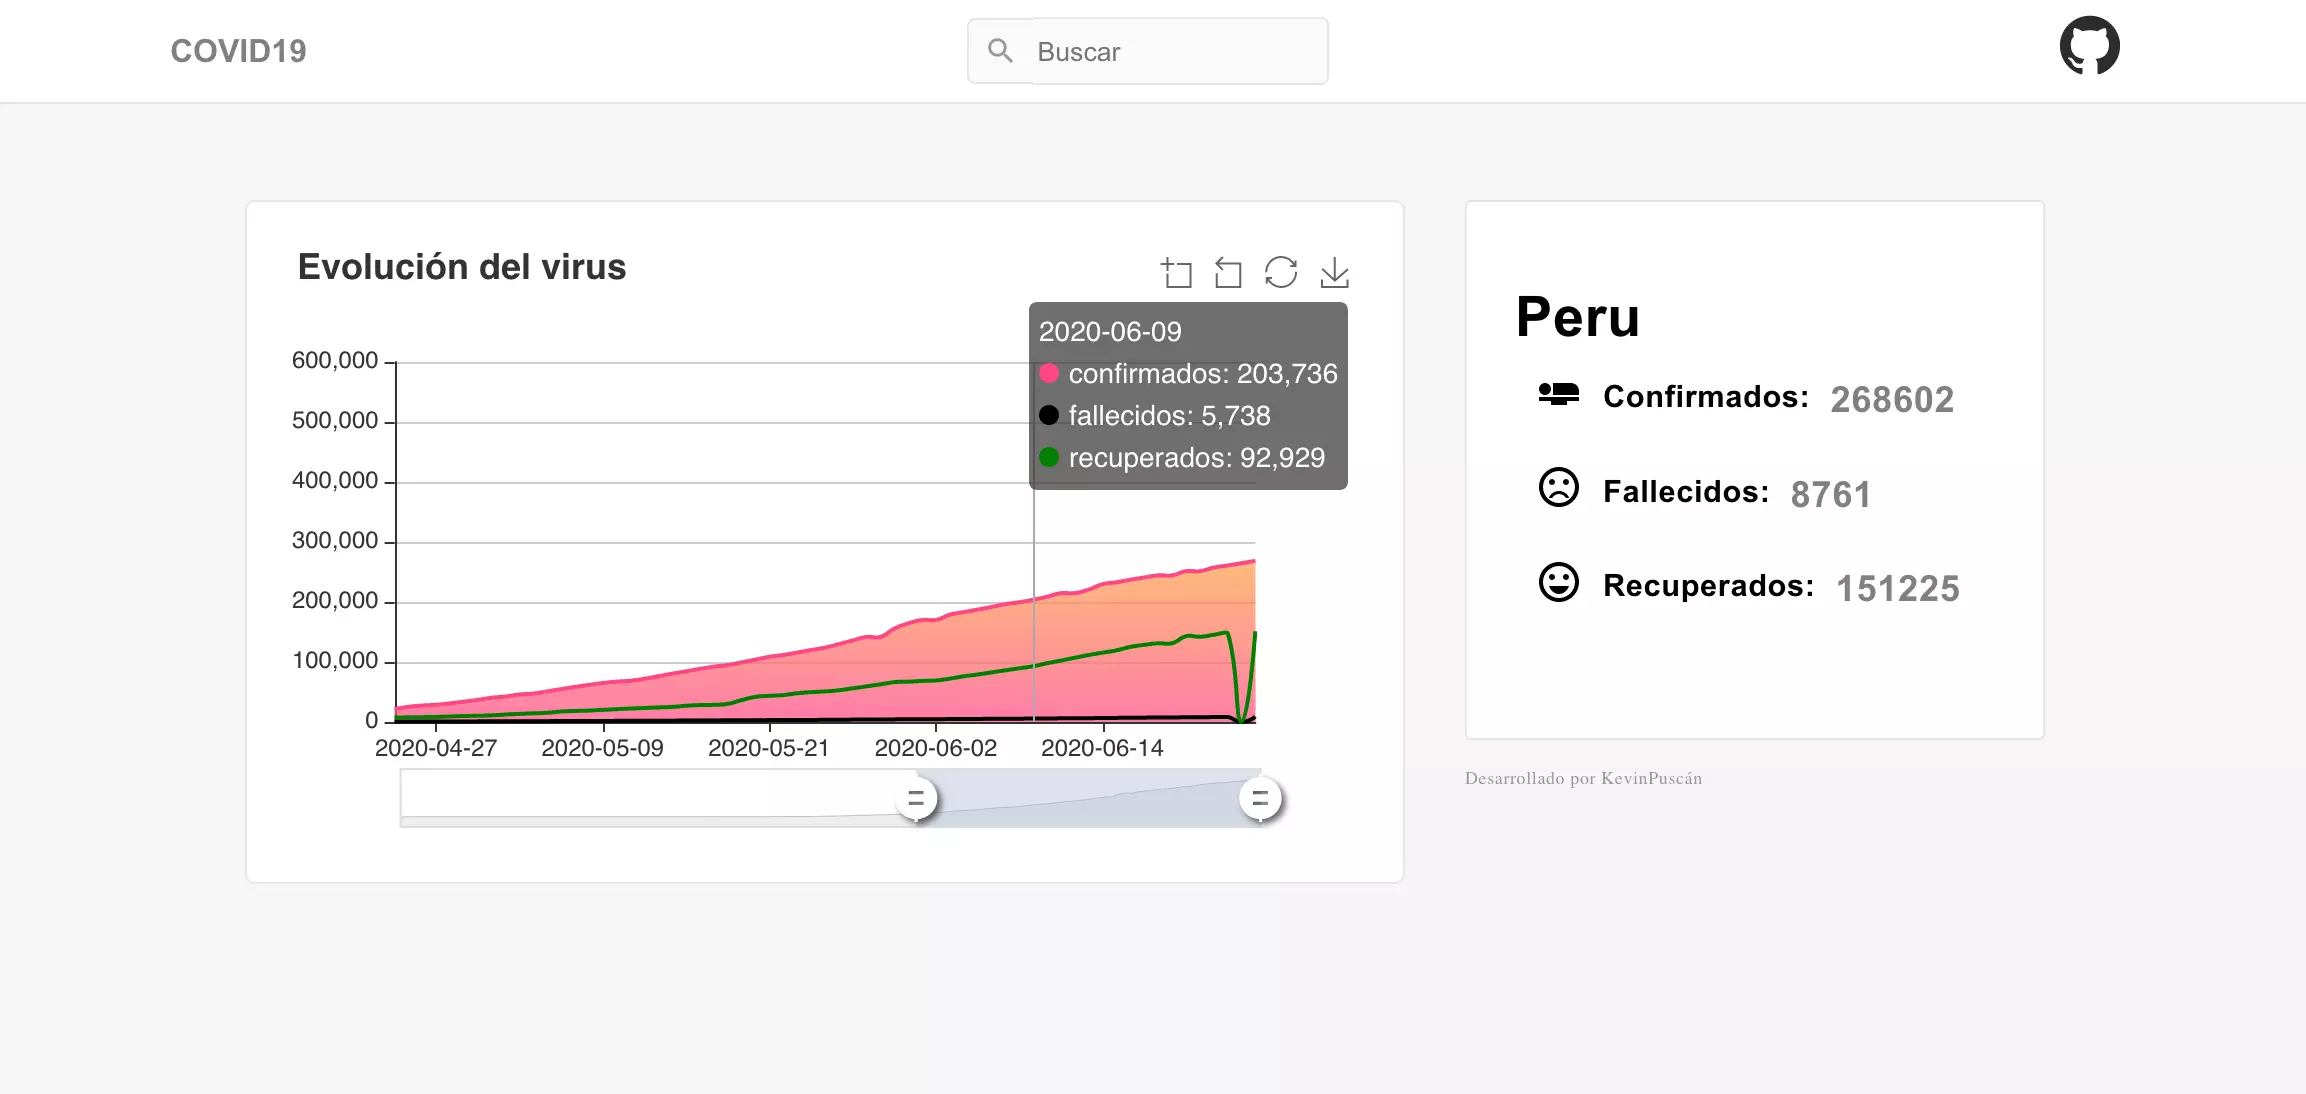 COVID19
Buscar
Evolución del virus
2020-06-09
confirmados: 203,736
fallecidos: 5,738
recuperados: 92,929
600,000
500,000
400,000
300,000
200,000
100,000
0
2020-04-27 2020-05-09 2020-05-21 2020-06-02 2020-06-14
Peru
Confirmados: 268602
Fallecidos: 8761
Recuperados: 151225
Desarrollado por KevinPuscán